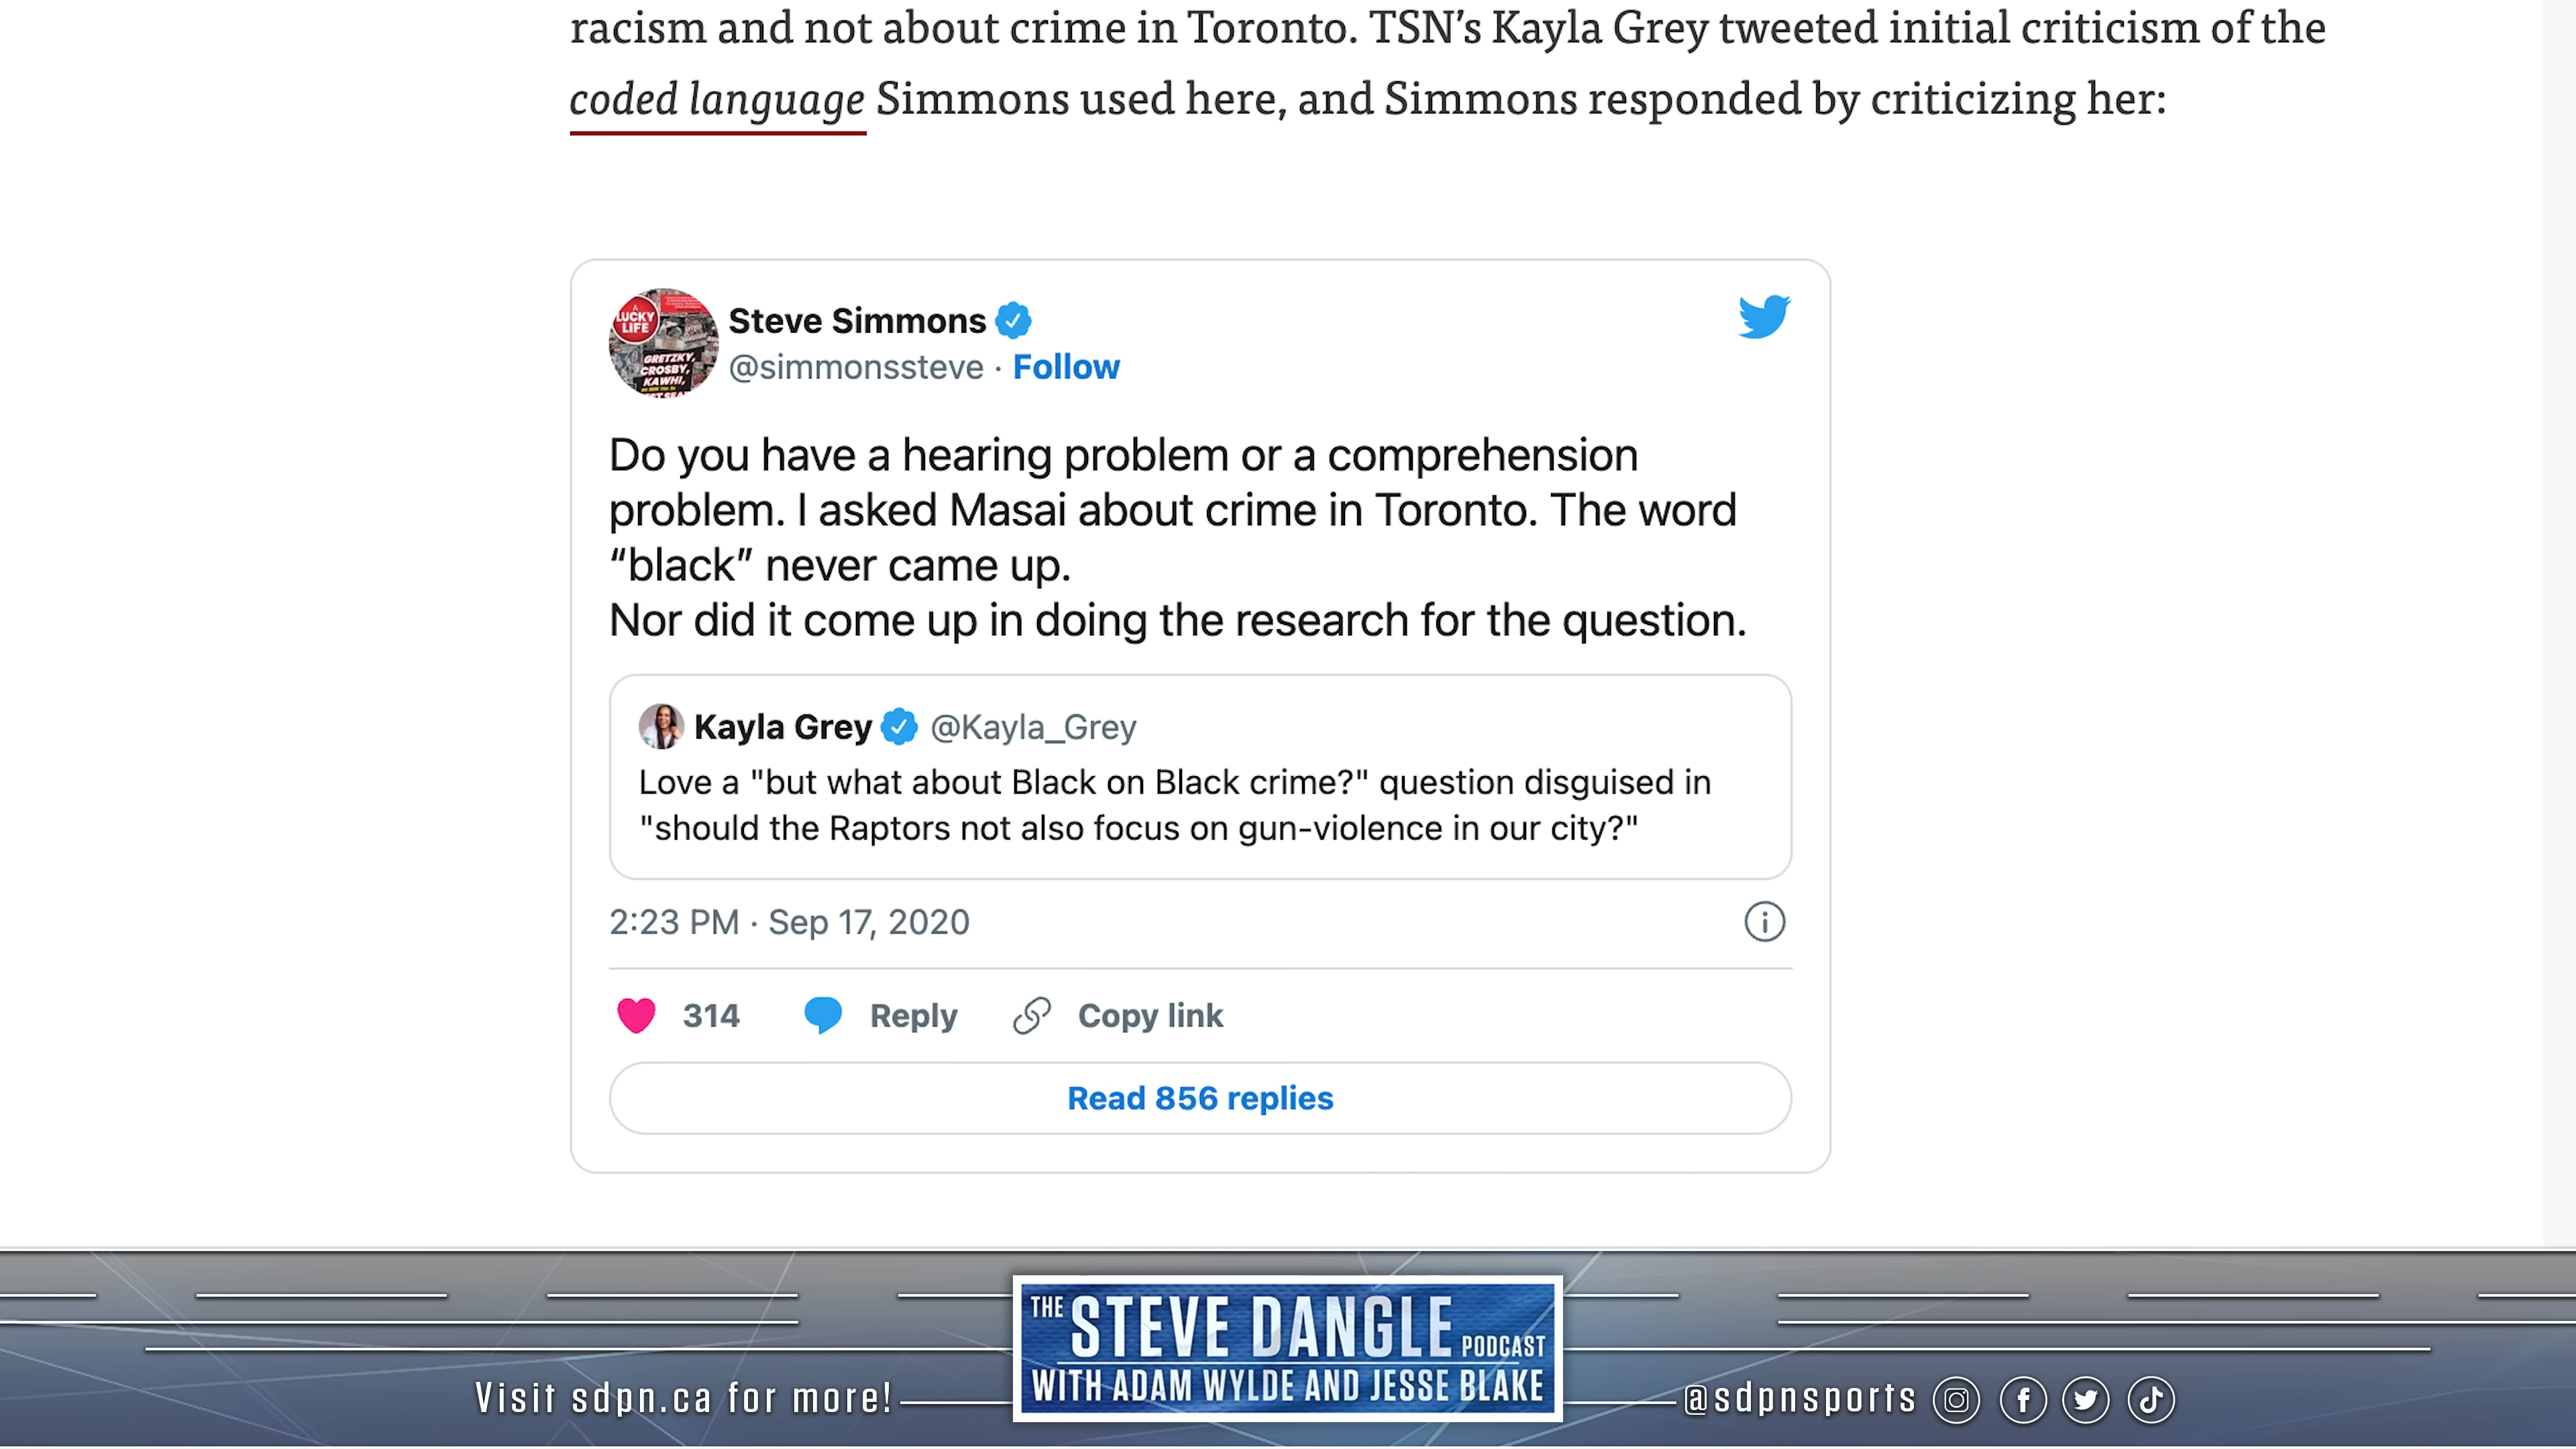 racism and not about crime in Toronto. TSN’s Kayla Grey tweeted initial criticism of the
coded language Simmons used here, and Simmons responded by criticizing her:
LUCKY
LIFE
GRETZKY,
CROSBY,
KAWHI,
Steve Simmons
@simmonssteve · Follow
Do you have a hearing problem or a comprehension
problem. I asked Masai about crime in Toronto. The word
“black” never came up.
Nor did it come up in doing the research for the question.
Kayla Grey @Kayla_Grey
Love a "but what about Black on Black crime?" question disguised in
"should the Raptors not also focus on gun-violence in our city?"
2:23 PM · Sep 17, 2020
314 Reply Copy link
Read 856 replies
THE STEVE DANGLE PODCAST
WITH ADAM WYLDE AND JESSE BLAKE
Visit sdpn.ca for more!
@sdpnsports